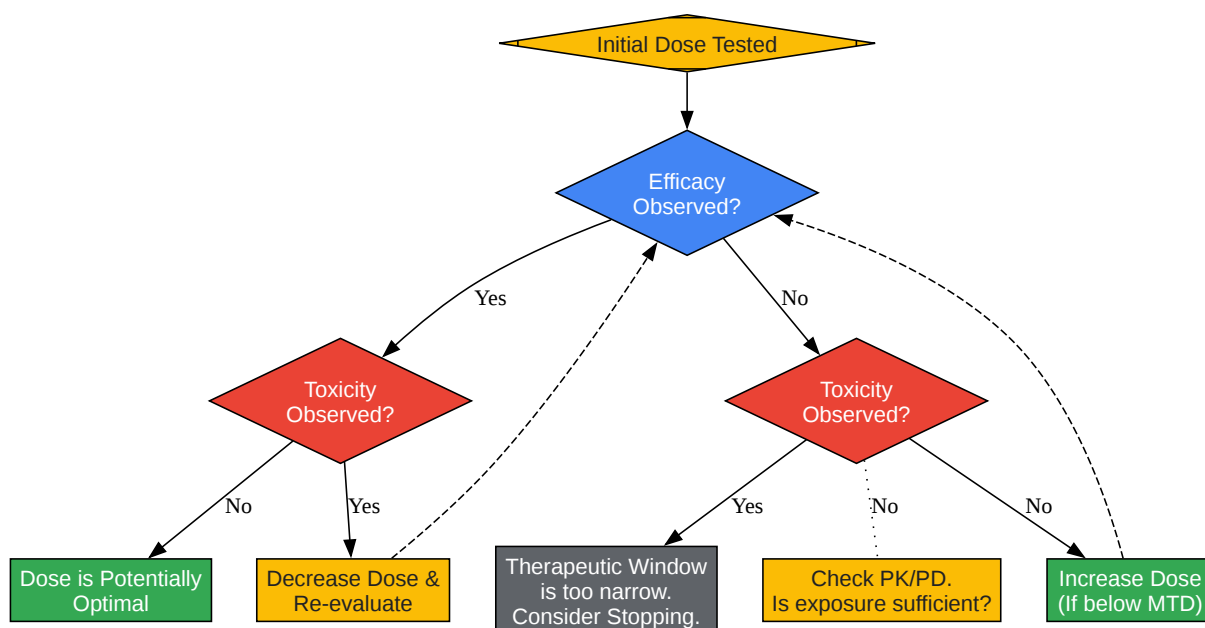 Initial Dose Tested
Efficacy
Observed?
Yes
No
Toxicity
Observed?
Toxicity
Observed?
No
Yes
Yes
No
No
Dose is Potentially
Optimal
Decrease Dose &
Re-evaluate
Therapeutic Window
is too narrow.
Consider Stopping.
Check PK/PD.
Is exposure sufficient?
Increase Dose
(If below MTD)